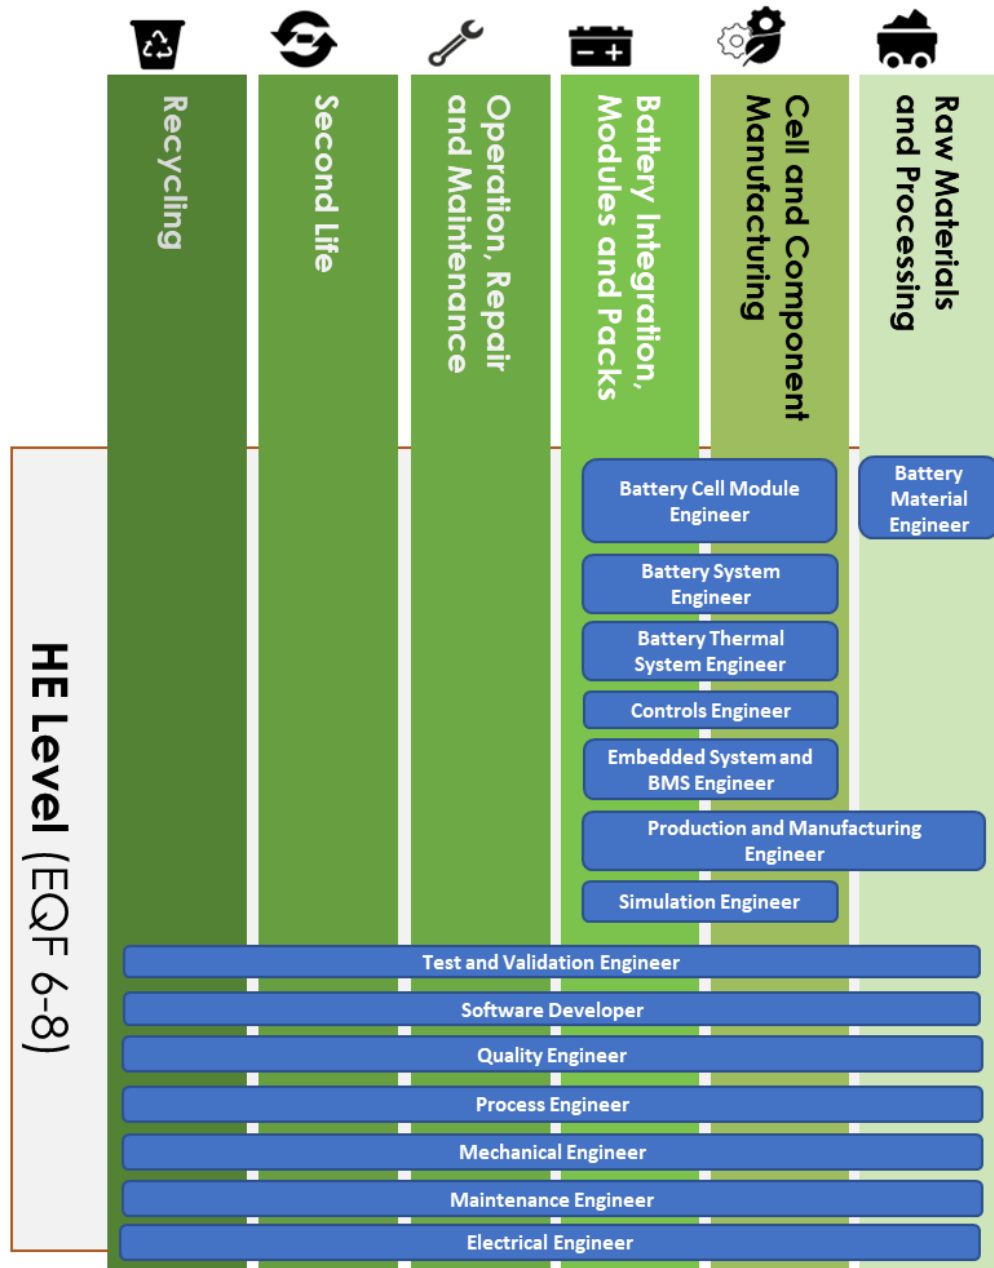 Recycling
Second Life
Operation, Repair
and Maintenance
Battery Integration,
Modules and Packs
Cell and Component
Manufacturing
Raw Materials
and Processing
HE Level (EQF 6-8)
Battery Cell Module
Engineer
Battery
Material
Engineer
Battery System
Engineer
Battery Thermal
System Engineer
Controls Engineer
Embedded System and
BMS Engineer
Production and Manufacturing
Engineer
Simulation Engineer
Test and Validation Engineer
Software Developer
Quality Engineer
Process Engineer
Mechanical Engineer
Maintenance Engineer
Electrical Engineer